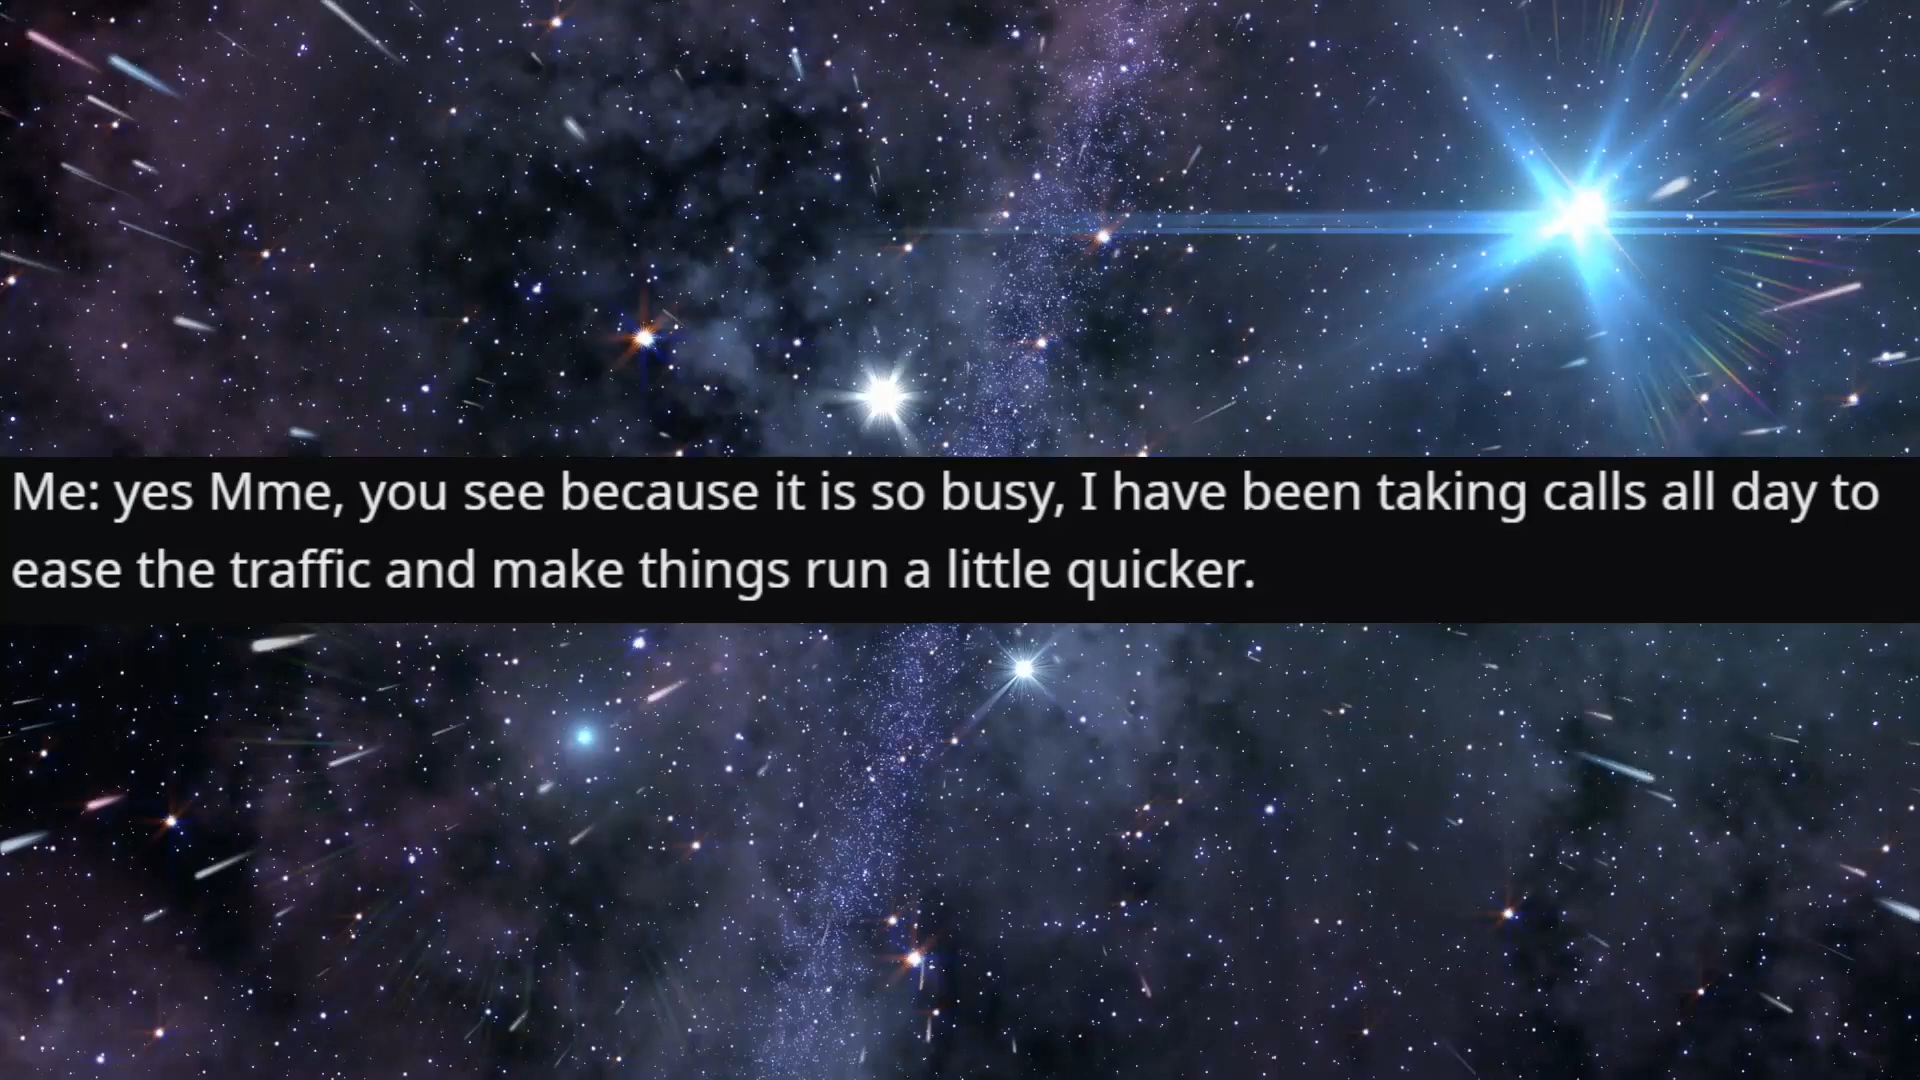 Me: yes Mme, you see because it is so busy, I have been taking calls all day to
ease the traffic and make things run a little quicker.